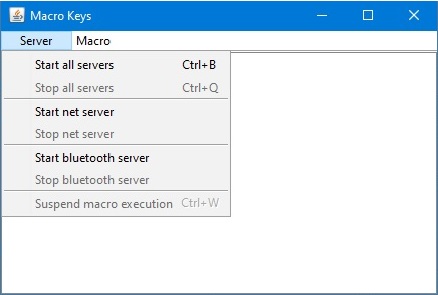 Macro Keys
Server Macro
Start all servers Ctrl+B
Stop all servers Ctrl+Q
Start net server
Stop net server
Start bluetooth server
Stop bluetooth server
Suspend macro execution Ctrl+W